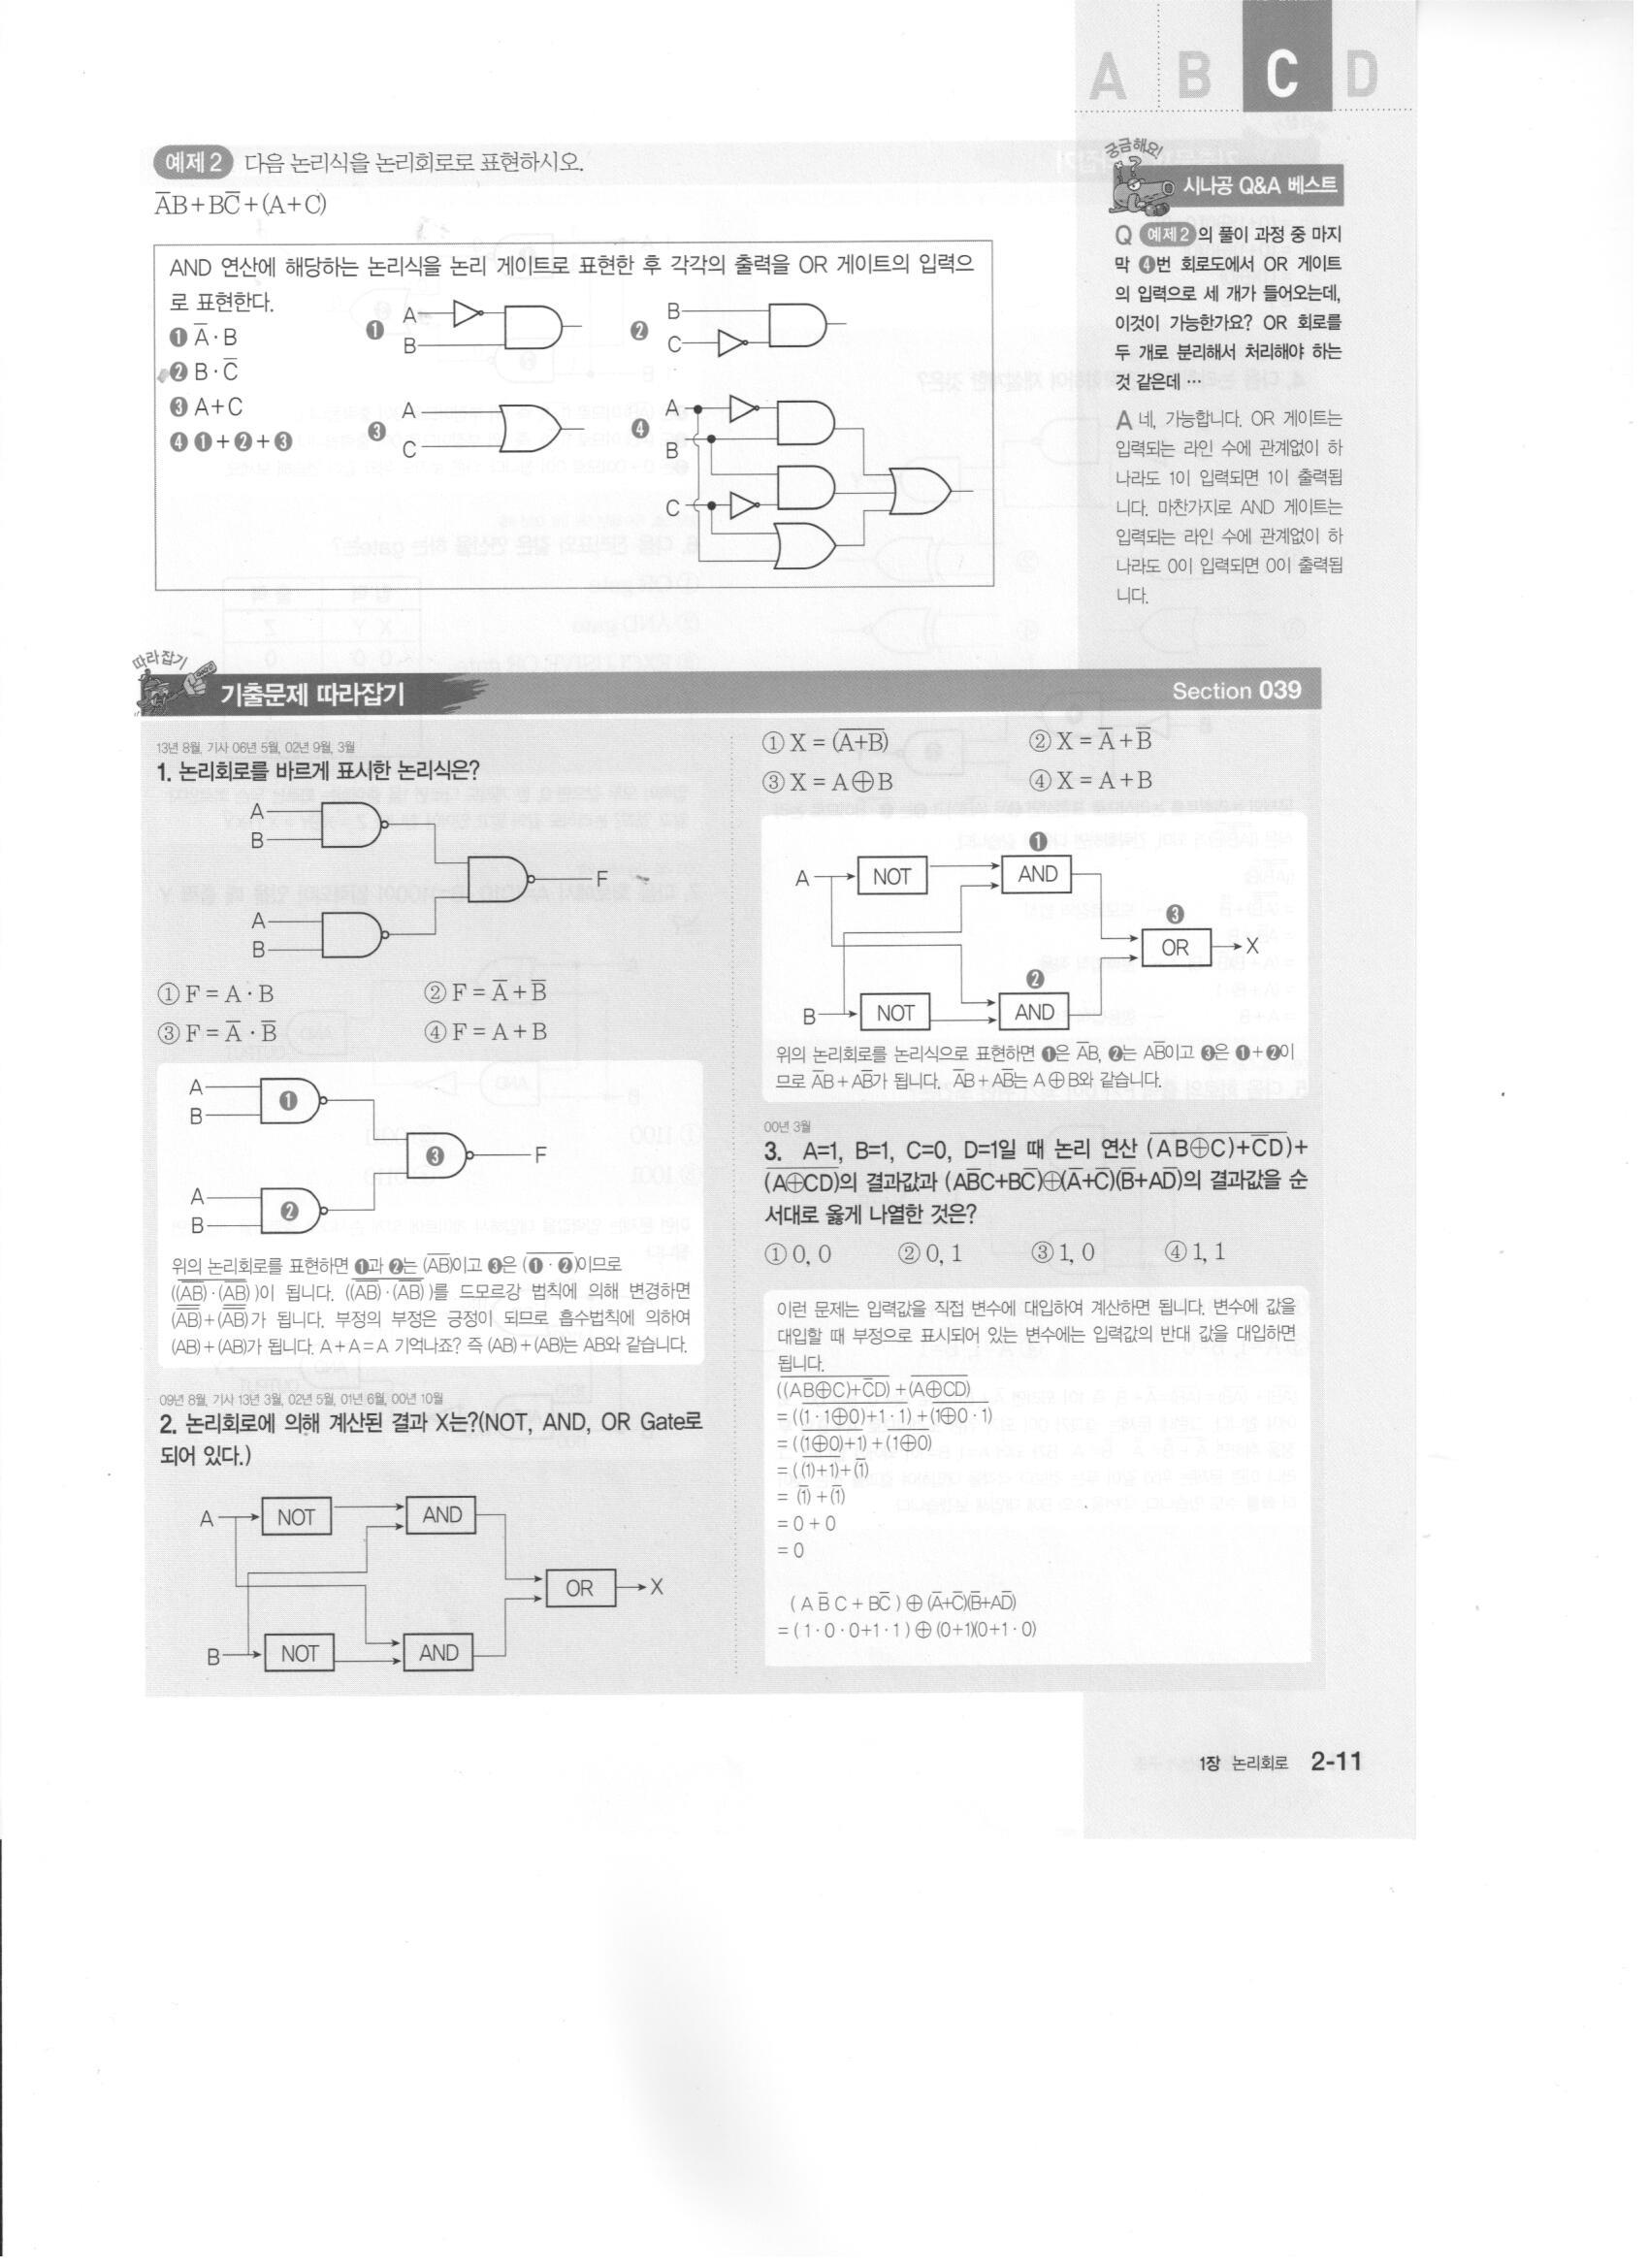 A B C D
예제 2 다음 논리식을 논리회로로 표현하시오.
A̅B+BC̅+(A+C)
AND 연산에 해당하는 논리식을 논리 게이트로 표현한 후 각각의 출력을 OR 게이트의 입력으
로 표현한다.
❶ A̅·B
❷ B·C̅
❸ A+C
❹ ❶+❷+❸
❶ A B
❷ B C
❸ A C
❹ A B C
궁금해요!
시나공 Q&A 베스트
Q 예제2 의 풀이 과정 중 마지
막 ❹번 회로도에서 OR 게이트
의 입력으로 세 개가 들어오는데,
이것이 가능한가요? OR 회로를
두 개로 분리해서 처리해야 하는
것 같은데 …
A 네, 가능합니다. OR 게이트는
입력되는 라인 수에 관계없이 하
나라도 1이 입력되면 1이 출력됩
니다. 마찬가지로 AND 게이트는
입력되는 라인 수에 관계없이 하
나라도 0이 입력되면 0이 출력됩
니다.
따라잡기
기출문제 따라잡기
Section 039
13년 8월, 기사 06년 5월, 02년 9월, 3월
1. 논리회로를 바르게 표시한 논리식은?
A
B
F
A
B
① F = A · B
② F = A̅ + B̅
③ F = A̅ · B̅
④ F = A + B
A
B
❶
❸ F
A
B
❷
위의 논리회로를 표현하면 ❶과 ❷는 (A̅B̅)이고 ❸은 (❶̅ ·̅ ❷̅)이므로
((A̅B̅)·(A̅B̅))이 됩니다. ((A̅B̅)·(A̅B̅))를 드모르강 법칙에 의해 변경하면
(A̿B̿)+(A̿B̿)가 됩니다. 부정의 부정은 긍정이 되므로 흡수법칙에 의하여
(AB)+(AB)가 됩니다. A+A=A 기억나죠? 즉 (AB)+(AB)는 AB와 같습니다.
09년 8월, 기사 13년 3월, 02년 5월, 01년 6월, 00년 10월
2. 논리회로에 의해 계산된 결과 X는?(NOT, AND, OR Gate로
되어 있다.)
A NOT AND
OR X
B NOT AND
① X = (A̅+̅B̅)
② X = A̅ + B̅
③ X = A⊕B
④ X = A + B
❶
A NOT AND
❸
OR X
❷
B NOT AND
위의 논리회로를 논리식으로 표현하면 ❶은 A̅B, ❷는 AB̅이고 ❸은 ❶+❷이
므로 A̅B+AB̅가 됩니다. A̅B+AB̅는 A⊕B와 같습니다.
00년 3월
3. A=1, B=1, C=0, D=1일 때 논리 연산 (̅A̅B̅⊕̅C̅)̅+̅C̅D̅)+
(A̅⊕̅C̅D̅)의 결과값과 (AB̅C+BC̅)⊕(A̅+C̅)(B̅+AD̅)의 결과값을 순
서대로 옳게 나열한 것은?
① 0, 0
② 0, 1
③ 1, 0
④ 1, 1
이런 문제는 입력값을 직접 변수에 대입하여 계산하면 됩니다. 변수에 값을
대입할 때 부정으로 표시되어 있는 변수에는 입력값의 반대 값을 대입하면
됩니다.
((̅A̅B̅⊕̅C̅)̅+̅C̅D̅)+(A̅⊕̅C̅D̅)
= ((̅1̅·̅1̅⊕̅0̅)̅+̅1̅·̅1̅)+(1̅⊕̅0̅·̅1̅)
= ((̅1̅⊕̅0̅)̅+̅1̅)+(1̅⊕̅0̅)
= ((̅1̅)̅+̅1̅)+(1̅)
= (1̅)+(1̅)
= 0 + 0
= 0
(AB̅C+BC̅)⊕(A̅+C̅)(B̅+AD̅)
= (1·0·0+1·1)⊕(0+1)(0+1·0)
1장 논리회로 2-11